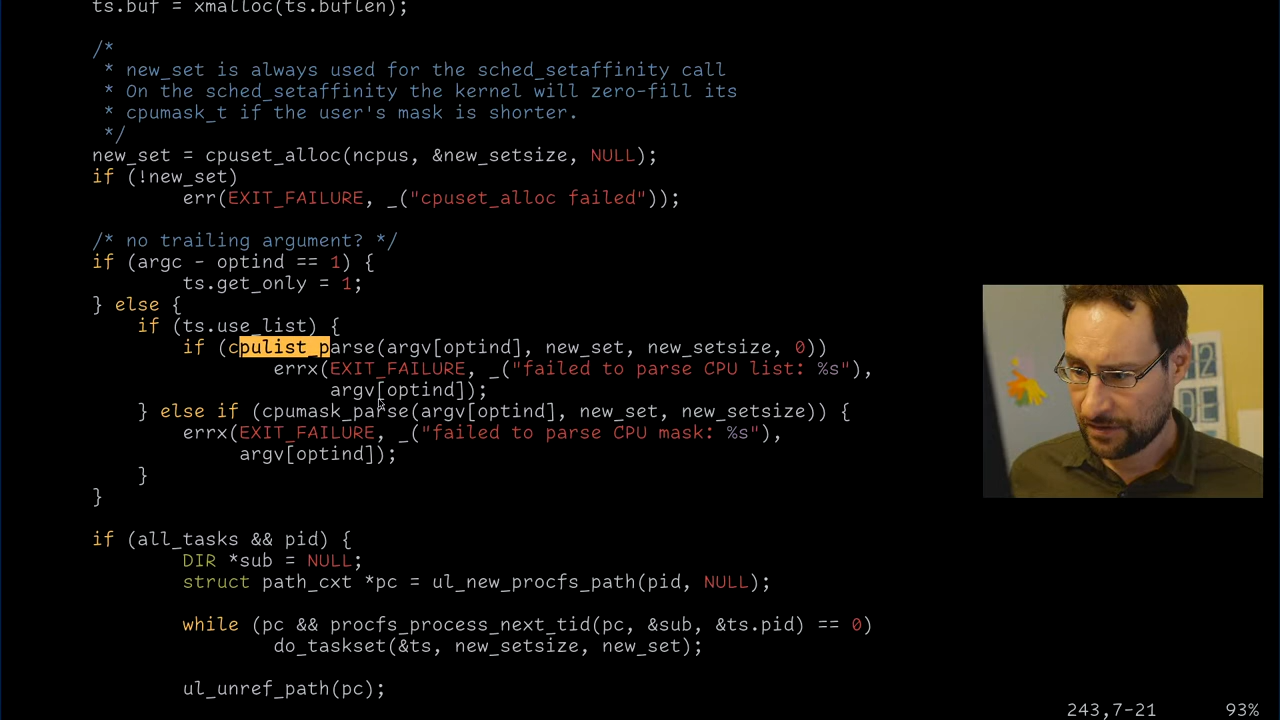 ts.buf = xmalloc(ts.buflen);
/*
* new_set is always used for the sched_setaffinity call
* On the sched_setaffinity the kernel will zero-fill its
* cpumask_t if the user's mask is shorter.
*/
new_set = cpuset_alloc(ncpus, &new_setsize, NULL);
if (!new_set)
err(EXIT_FAILURE, _("cpuset_alloc failed"));
/* no trailing argument? */
if (argc - optind == 1) {
ts.get_only = 1;
} else {
if (ts.use_list) {
if (cpulist_parse(argv[optind], new_set, new_setsize, 0))
errx(EXIT_FAILURE, _("failed to parse CPU list: %s"),
argv[optind]);
} else if (cpumask_parse(argv[optind], new_set, new_setsize)) {
errx(EXIT_FAILURE, _("failed to parse CPU mask: %s"),
argv[optind]);
}
}
if (all_tasks && pid) {
DIR *sub = NULL;
struct path_cxt *pc = ul_new_procfs_path(pid, NULL);
while (pc && procfs_process_next_tid(pc, &sub, &ts.pid) == 0)
do_taskset(&ts, new_setsize, new_set);
ul_unref_path(pc);
243,7-21 93%